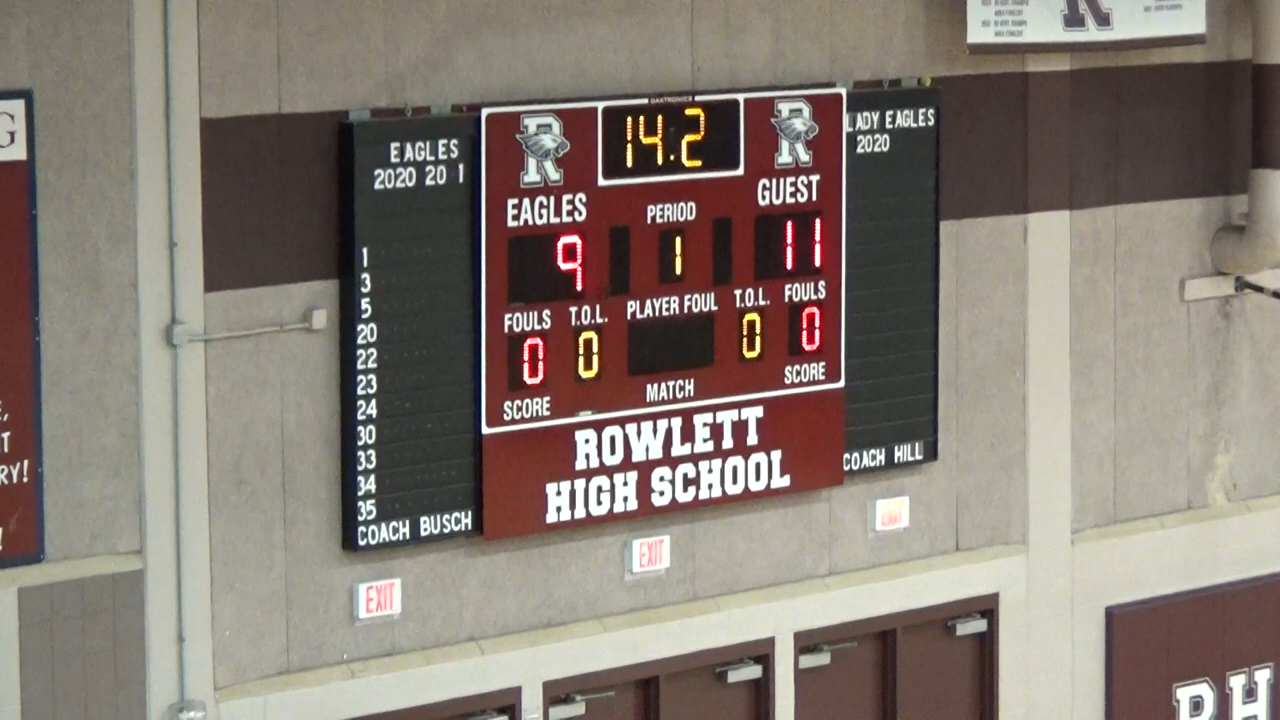 G
R
EAGLES
2020 20 1
1
3
5
20
22
23
24
30
33
34
35
COACH BUSCH
DAKTRONICS
R
14.2
R
EAGLES
PERIOD
GUEST
9
1
11
FOULS
T.O.L.
PLAYER FOUL
T.O.L.
FOULS
0
0
0
0
SCORE
MATCH
SCORE
ROWLETT
HIGH SCHOOL
LADY EAGLES
2020
COACH HILL
EXIT
EXIT
EXIT
RY!
RH